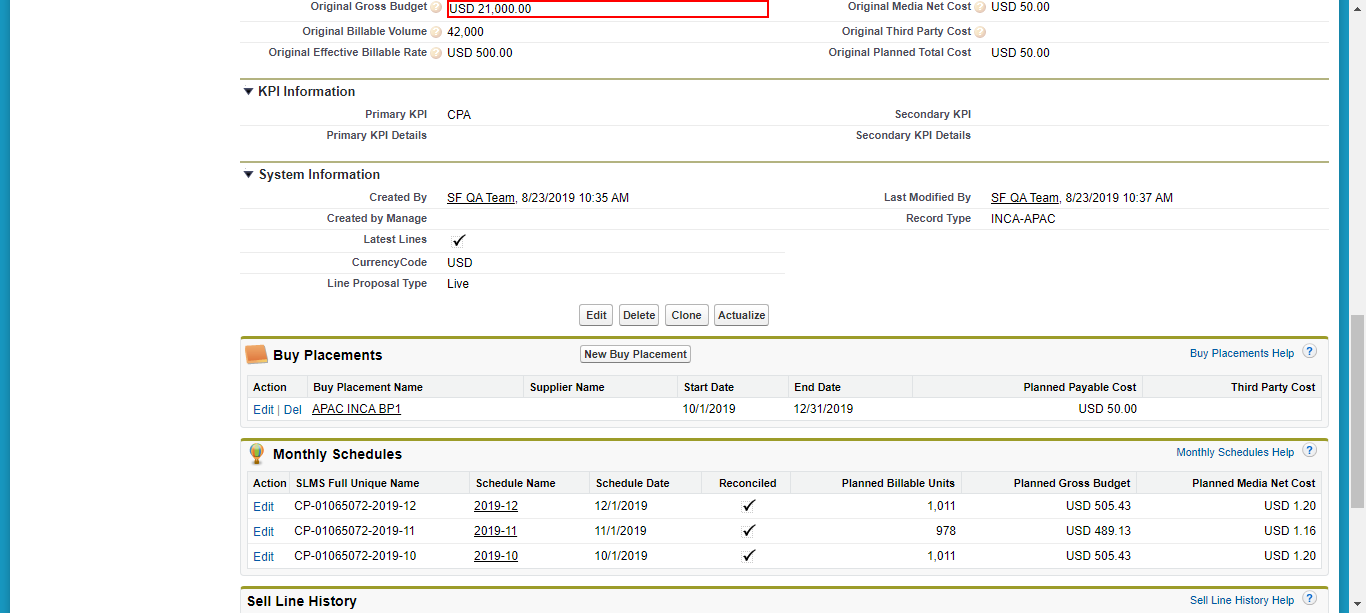 Original Gross Budget ? USD 21,000.00 Original Media Net Cost ? USD 50.00
Original Billable Volume ? 42,000 Original Third Party Cost ?
Original Effective Billable Rate ? USD 500.00 Original Planned Total Cost USD 50.00
KPI Information
Primary KPI CPA Secondary KPI
Primary KPI Details Secondary KPI Details
System Information
Created By SF QA Team, 8/23/2019 10:35 AM Last Modified By SF QA Team, 8/23/2019 10:37 AM
Created by Manage Record Type INCA-APAC
Latest Lines
CurrencyCode USD
Line Proposal Type Live
Edit Delete Clone Actualize
Buy Placements New Buy Placement Buy Placements Help ?
Action Buy Placement Name Supplier Name Start Date End Date Planned Payable Cost Third Party Cost
Edit | Del APAC INCA BP1 10/1/2019 12/31/2019 USD 50.00
Monthly Schedules Monthly Schedules Help ?
Action SLMS Full Unique Name Schedule Name Schedule Date Reconciled Planned Billable Units Planned Gross Budget Planned Media Net Cost
Edit CP-01065072-2019-12 2019-12 12/1/2019 1,011 USD 505.43 USD 1.20
Edit CP-01065072-2019-11 2019-11 11/1/2019 978 USD 489.13 USD 1.16
Edit CP-01065072-2019-10 2019-10 10/1/2019 1,011 USD 505.43 USD 1.20
Sell Line History Sell Line History Help ?